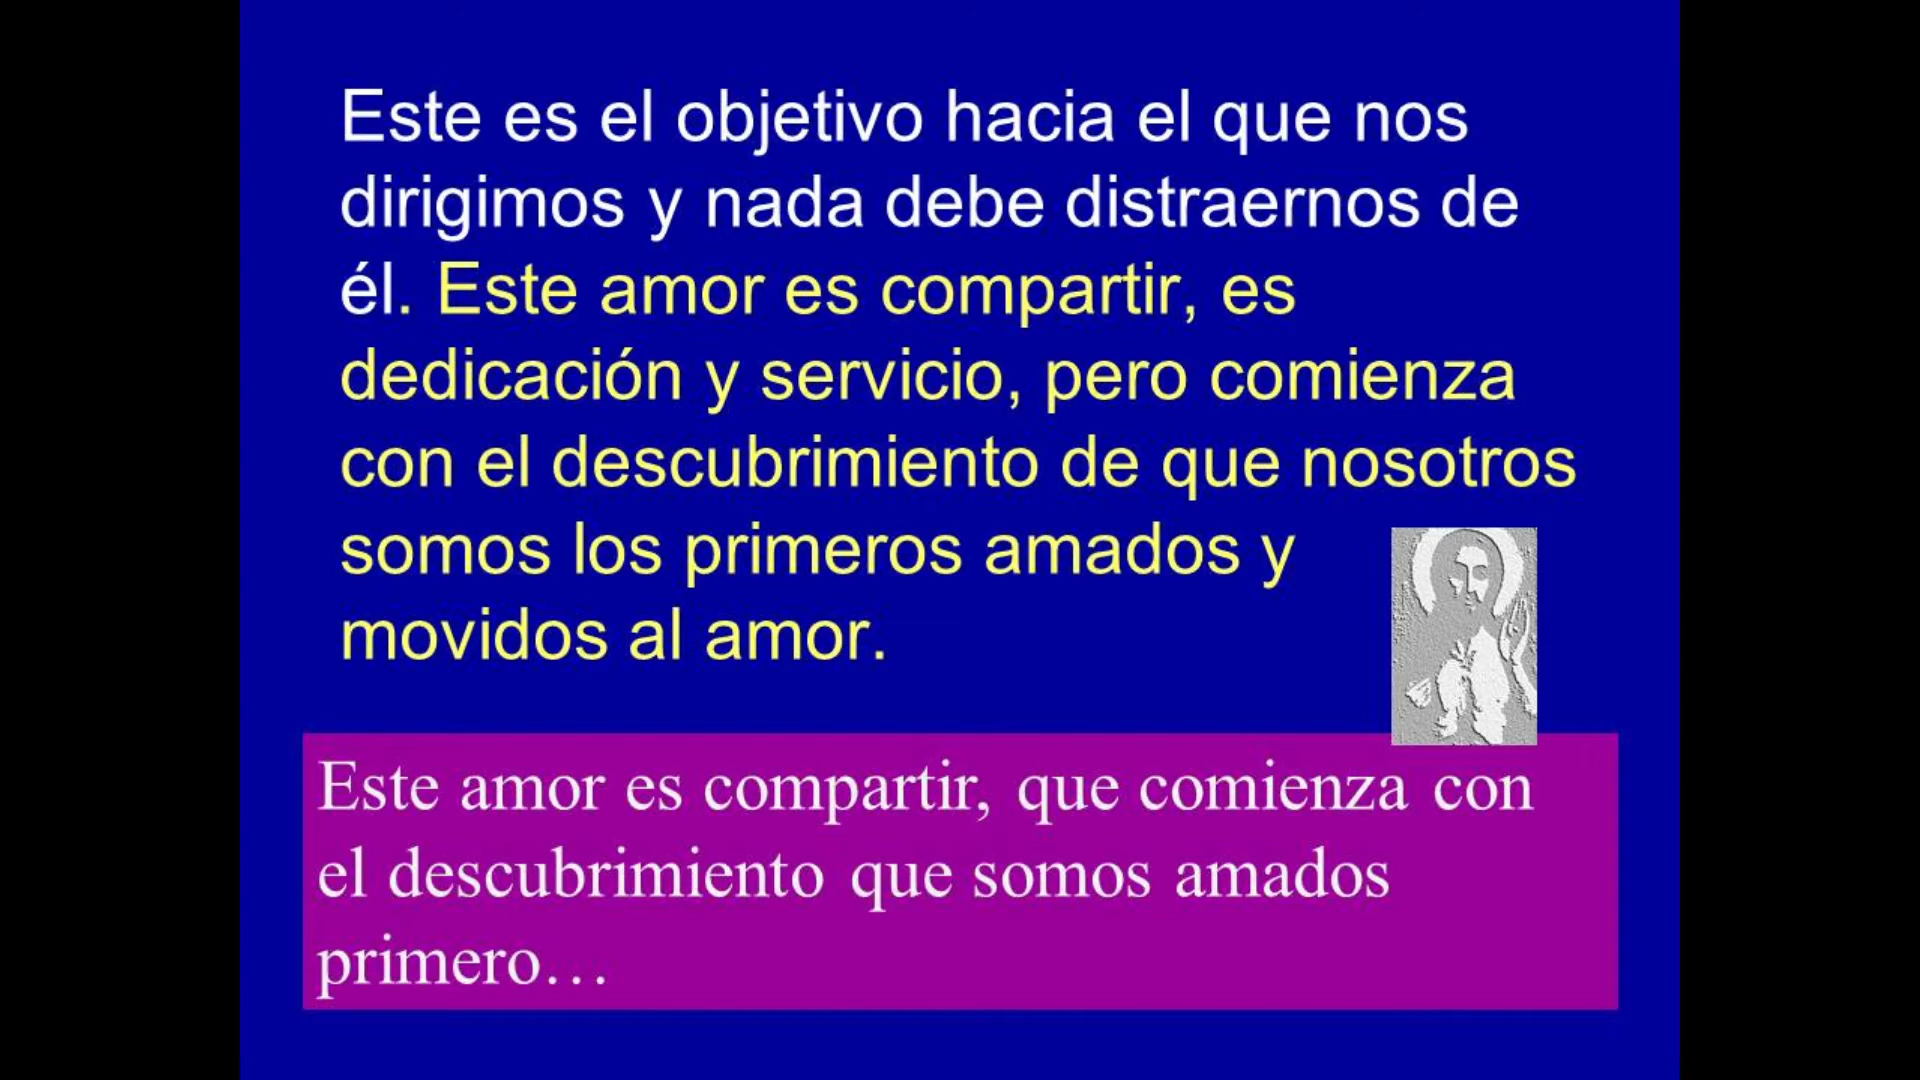 Este es el objetivo hacia el que nos
dirigimos y nada debe distraernos de
él. Este amor es compartir, es
dedicación y servicio, pero comienza
con el descubrimiento de que nosotros
somos los primeros amados y
movidos al amor.
Este amor es compartir, que comienza con
el descubrimiento que somos amados
primero…